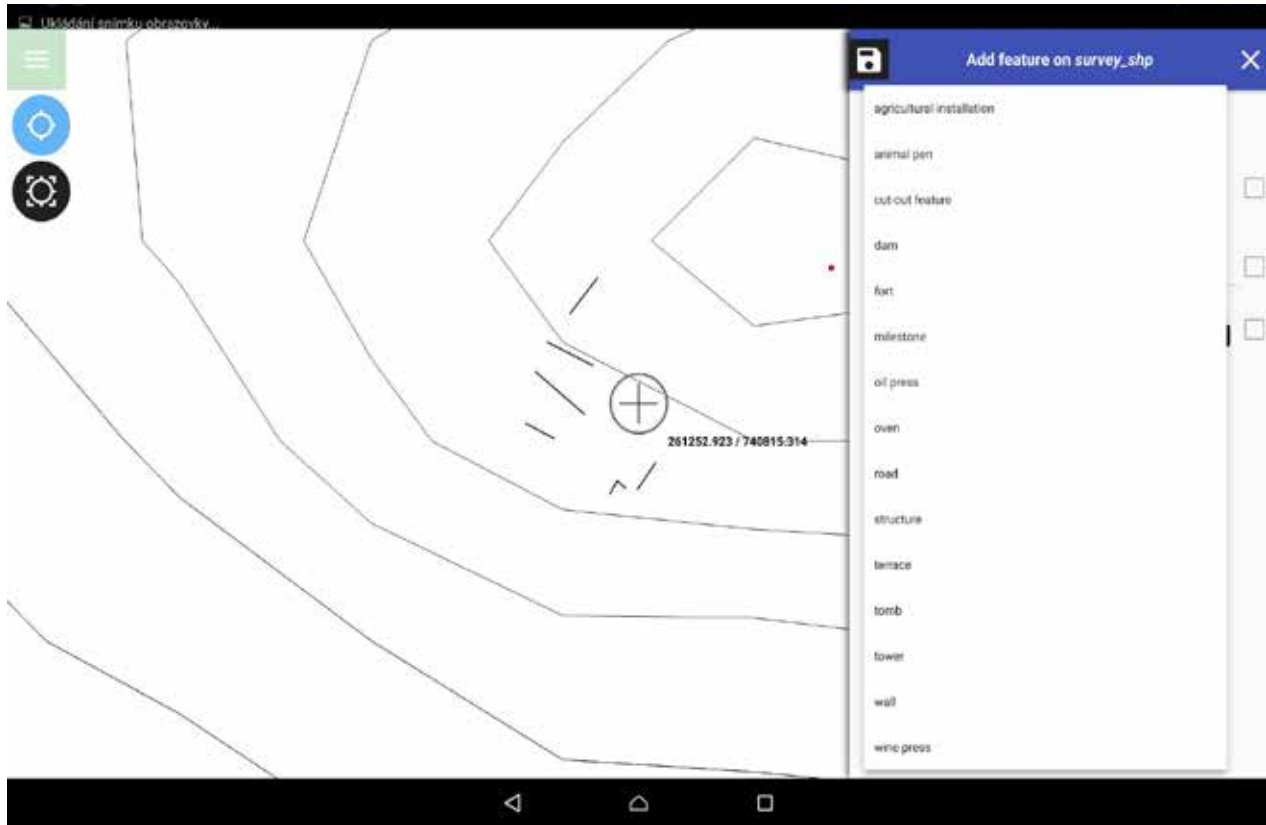 Ukládání snímku obrazovky...
Add feature on survey_shp
agricultural installation
animal pen
cut-out feature
dam
fort
milestone
oil press
oven
road
structure
terrace
tomb
tower
wall
wine press
261252.923 / 740815.314